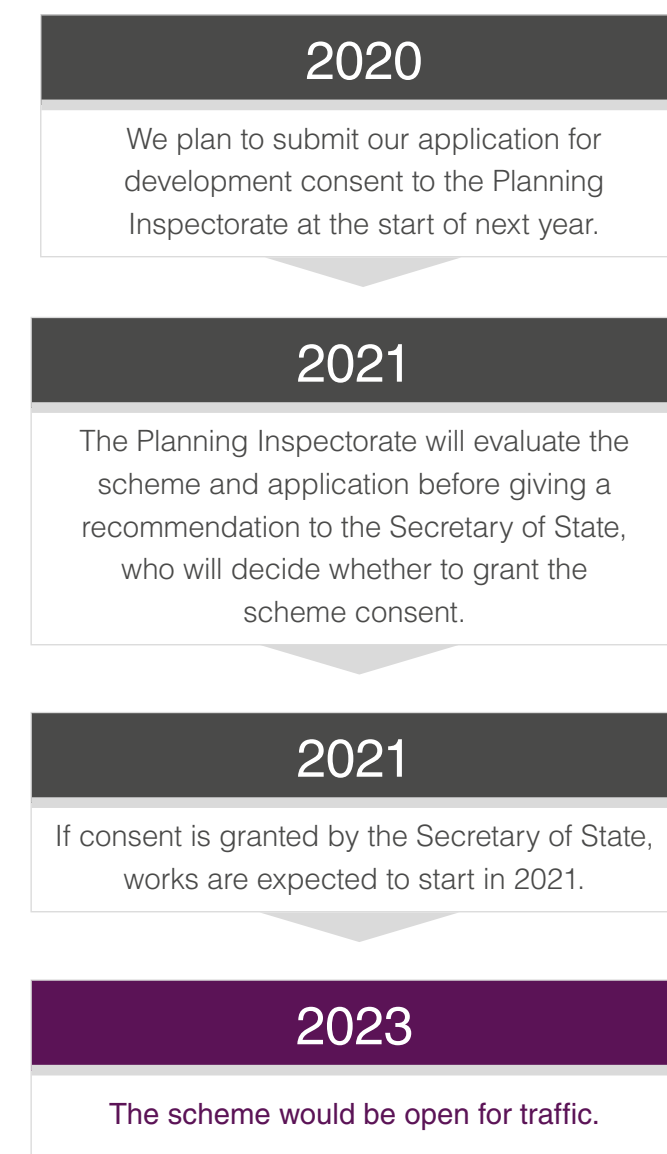 2020
We plan to submit our application for
development consent to the Planning
Inspectorate at the start of next year.
2021
The Planning Inspectorate will evaluate the
scheme and application before giving a
recommendation to the Secretary of State,
who will decide whether to grant the
scheme consent.
2021
If consent is granted by the Secretary of State,
works are expected to start in 2021.
2023
The scheme would be open for traffic.